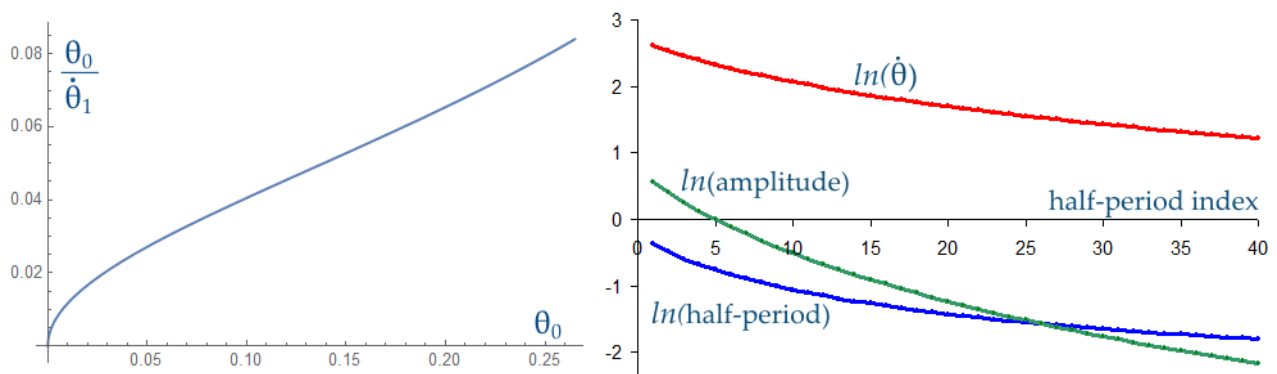 0.08
θ₀
θ̇₁
0.06
0.04
0.02
θ₀
0.05 0.10 0.15 0.20 0.25
3
ln(θ̇)
2
1
ln(amplitude)
half-period index
0
0 5 10 15 20 25 30 35 40
-1
ln(half-period)
-2